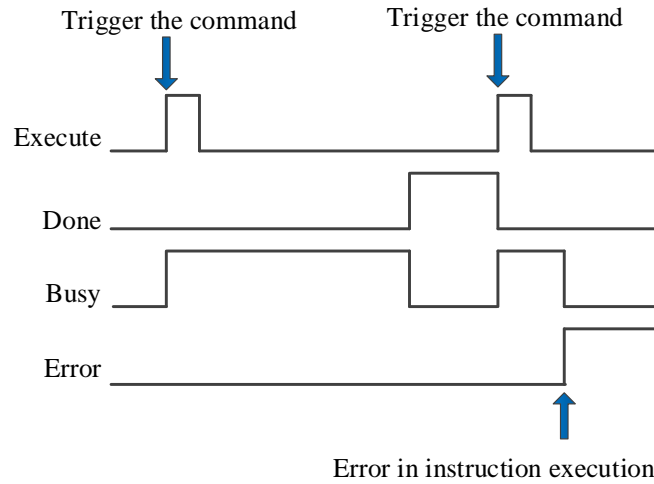 Trigger the command
Trigger the command
Execute
Done
Busy
Error
Error in instruction execution